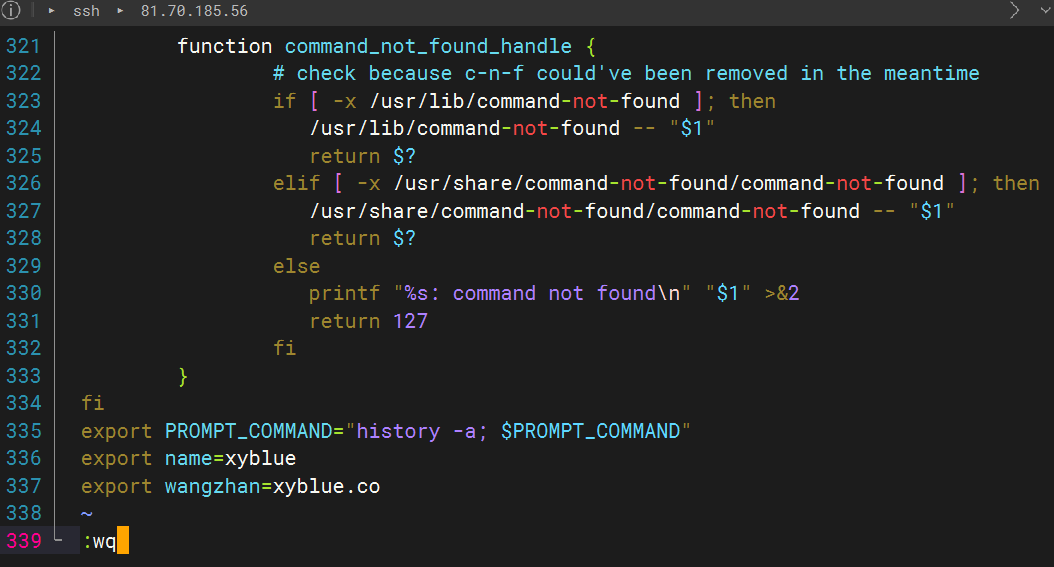 ssh 81.70.185.56
321 function command_not_found_handle {
322 # check because c-n-f could've been removed in the meantime
323 if [ -x /usr/lib/command-not-found ]; then
324 /usr/lib/command-not-found -- "$1"
325 return $?
326 elif [ -x /usr/share/command-not-found/command-not-found ]; then
327 /usr/share/command-not-found/command-not-found -- "$1"
328 return $?
329 else
330 printf "%s: command not found\n" "$1" >&2
331 return 127
332 fi
333 }
334 fi
335 export PROMPT_COMMAND="history -a; $PROMPT_COMMAND"
336 export name=xyblue
337 export wangzhan=xyblue.co
338 ~
339 :wq